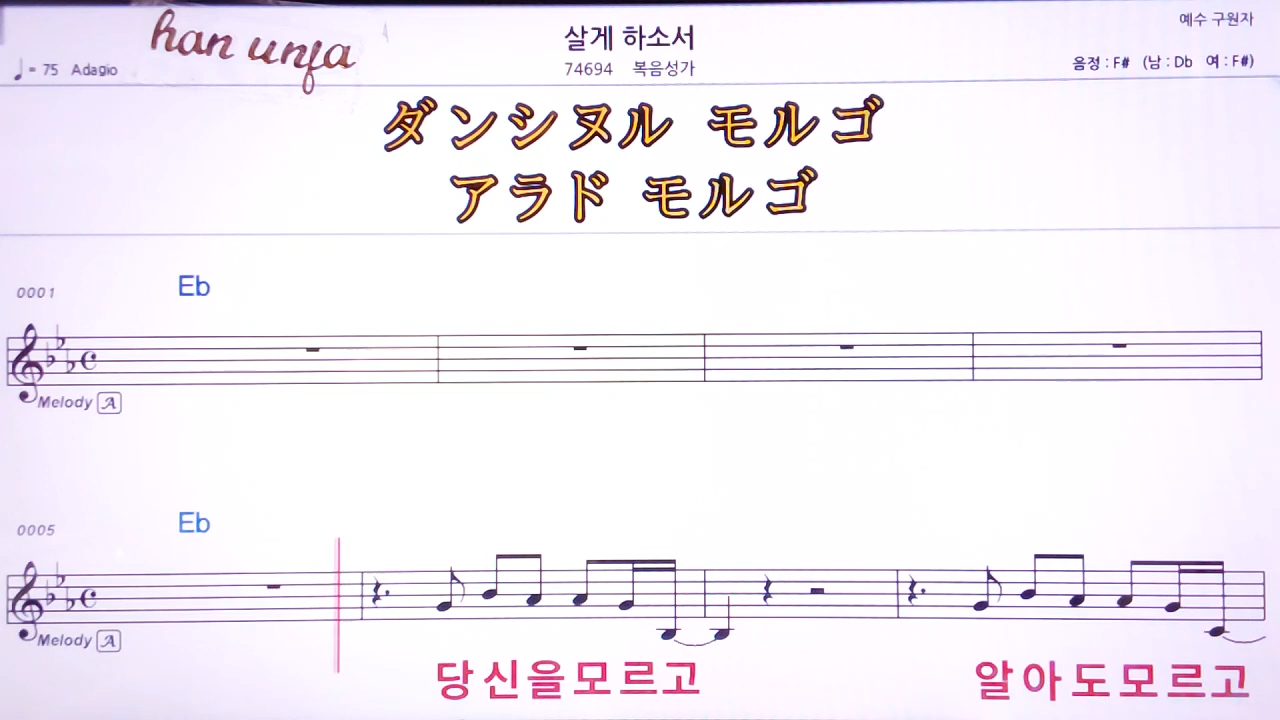 han unfa
살게 하소서
예수 구원자
♩= 75 Adagio
74694 복음성가
음정 : F# (남 : Db 여 : F#)
ダンシヌル モルゴ
アラド モルゴ
0001
Eb
Melody A
0005
Eb
Melody A
당신을모르고 알아도모르고